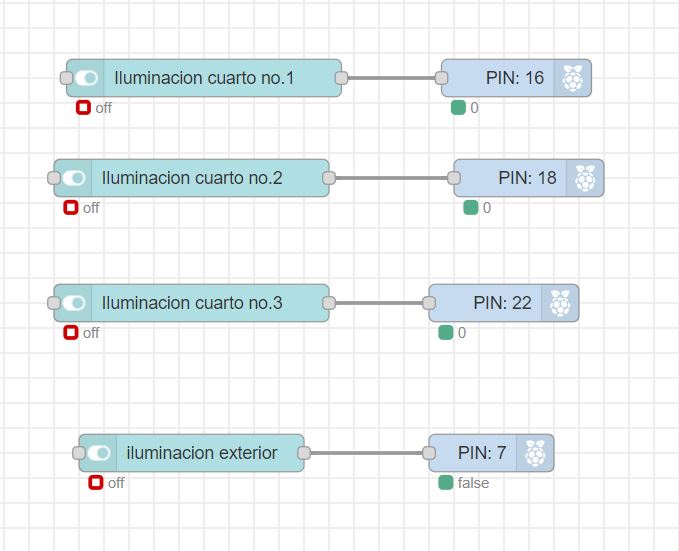 Iluminacion cuarto no.1
PIN: 16
off
0
Iluminacion cuarto no.2
PIN: 18
off
0
Iluminacion cuarto no.3
PIN: 22
off
0
iluminacion exterior
PIN: 7
off
false